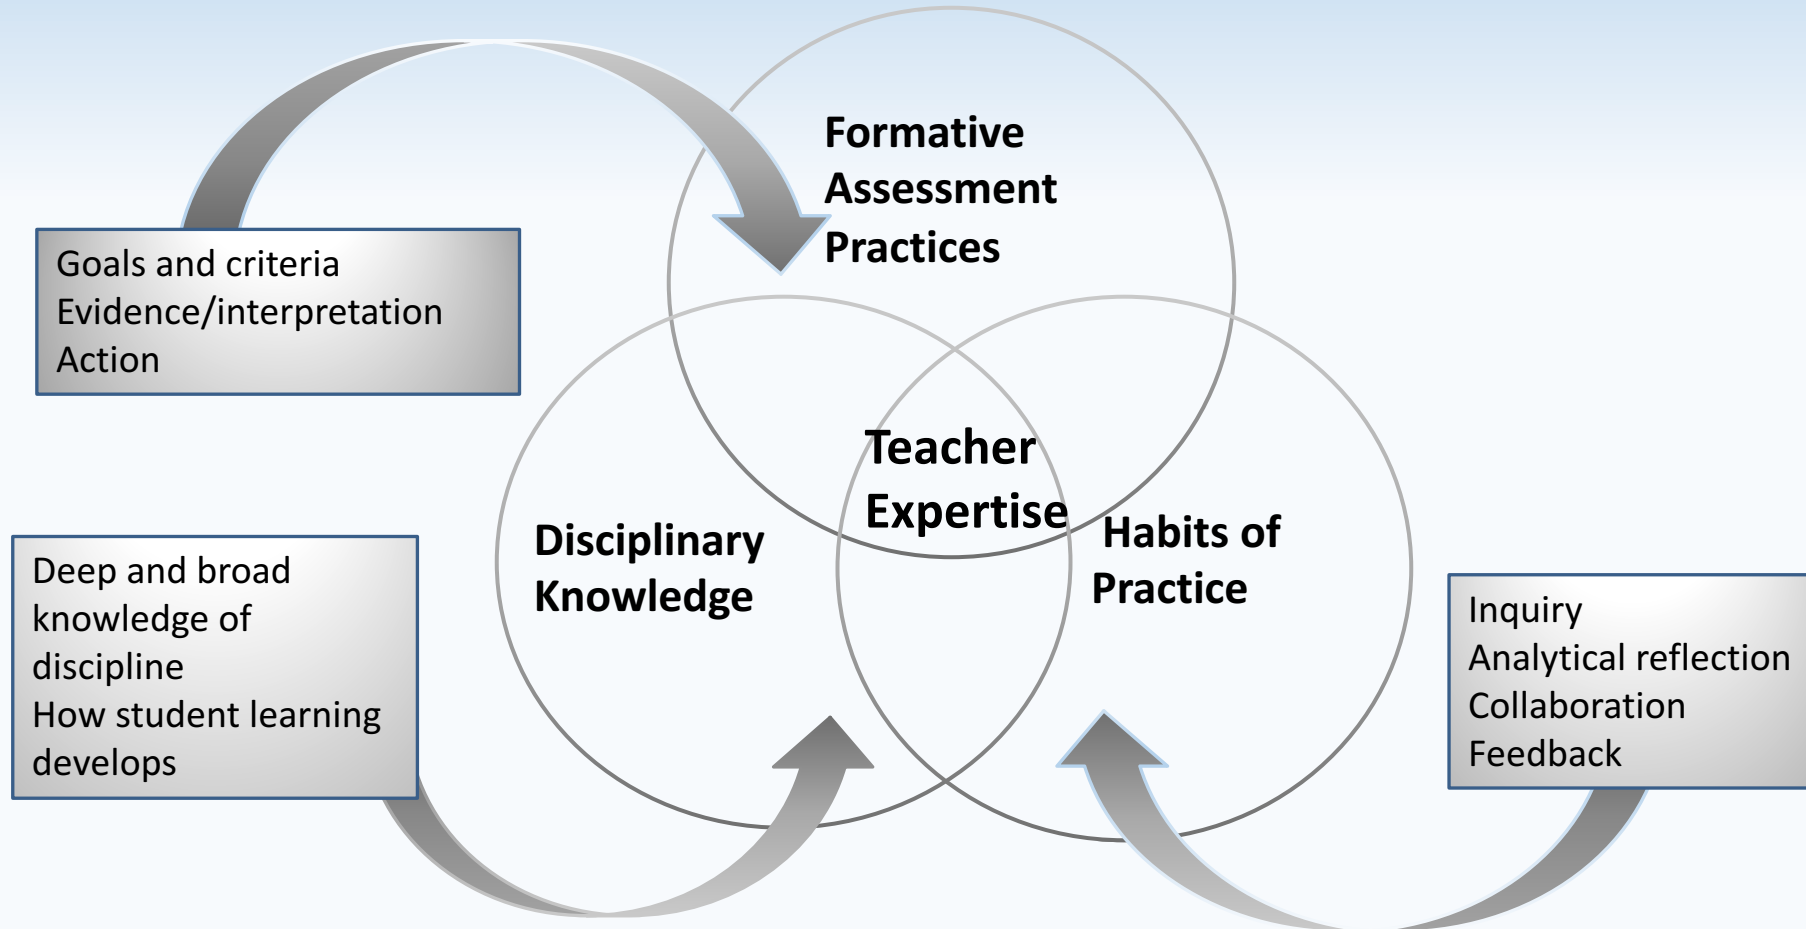 Formative
Assessment
Practices
Goals and criteria
Evidence/interpretation
Action
Teacher
Expertise
Disciplinary
Knowledge
Habits of
Practice
Deep and broad
knowledge of
discipline
How student learning
develops
Inquiry
Analytical reflection
Collaboration
Feedback